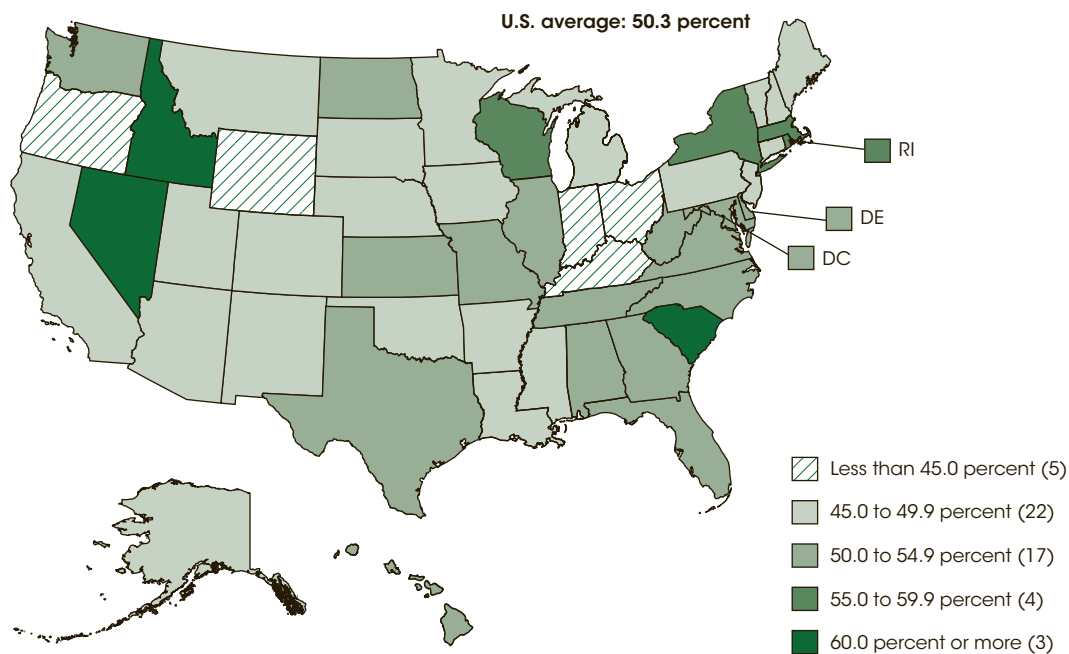 U.S. average: 50.3 percent
RI
DE
DC
Less than 45.0 percent (5)
45.0 to 49.9 percent (22)
50.0 to 54.9 percent (17)
55.0 to 59.9 percent (4)
60.0 percent or more (3)